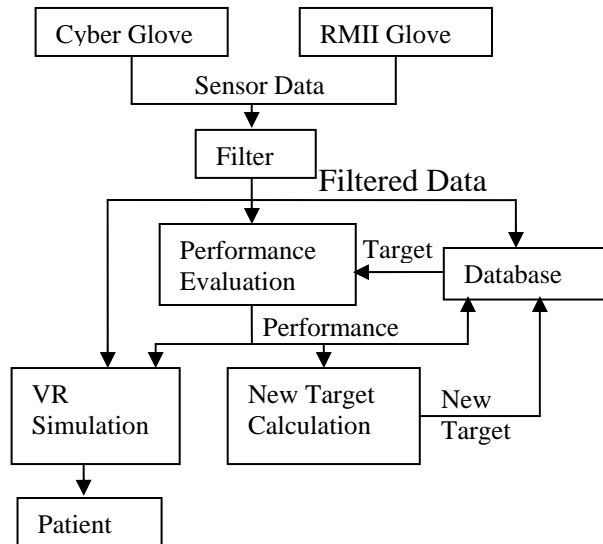 Cyber Glove
RMII Glove
Sensor Data
Filter
Filtered Data
Performance
Evaluation
Target
Database
Performance
VR
Simulation
New Target
Calculation
New
Target
Patient